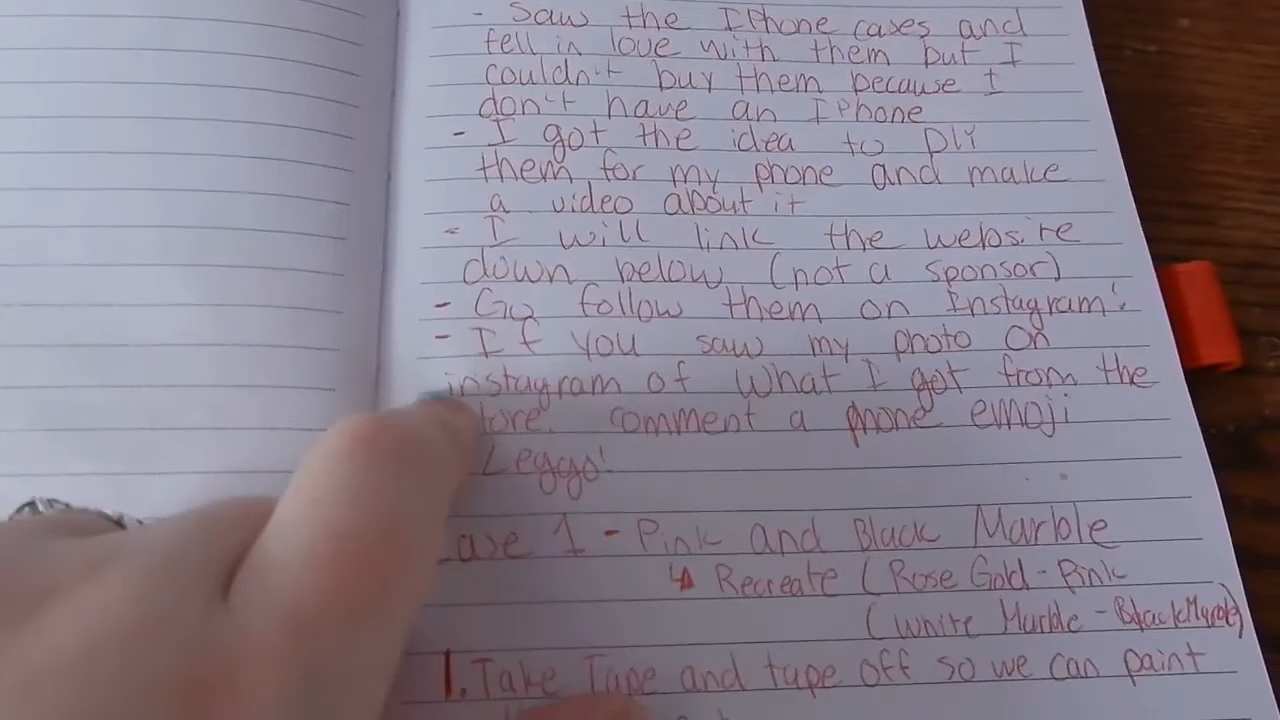 - Saw the IPhone cases and
fell in love with them but I
couldn't buy them because I
don't have an IPhone
- I got the idea to DIY
them for my phone and make
a video about it
- I will link the website
down below (not a sponsor)
- Go follow them on Instagram!
- If you saw my photo on
instagram of what I got from the
tore, comment a phone emoji
Leggo!
Case 1 - Pink and Black Marble
↳ Recreate (Rose Gold - Pink
(White Marble - Black Marble)
1. Take Tape and tape off so we can paint